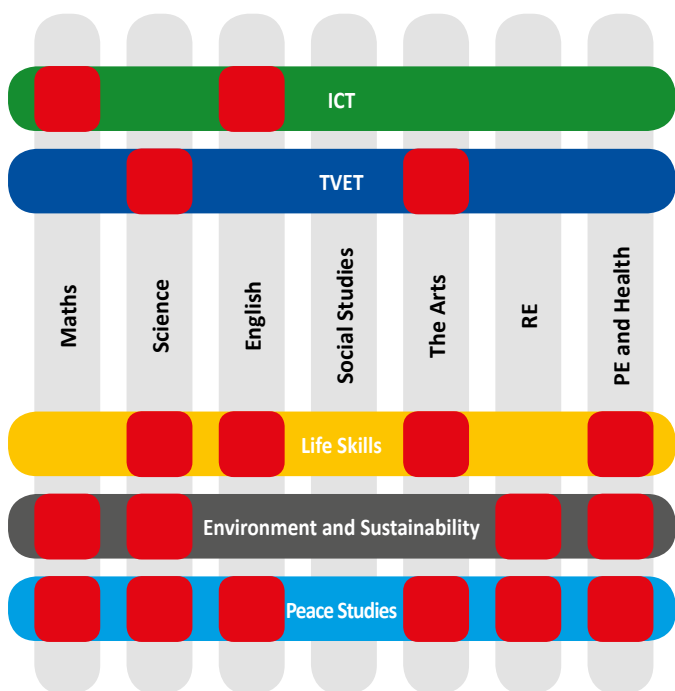 ICT
TVET
Maths
Science
English
Social Studies
The Arts
RE
PE and Health
Life Skills
Environment and Sustainability
Peace Studies